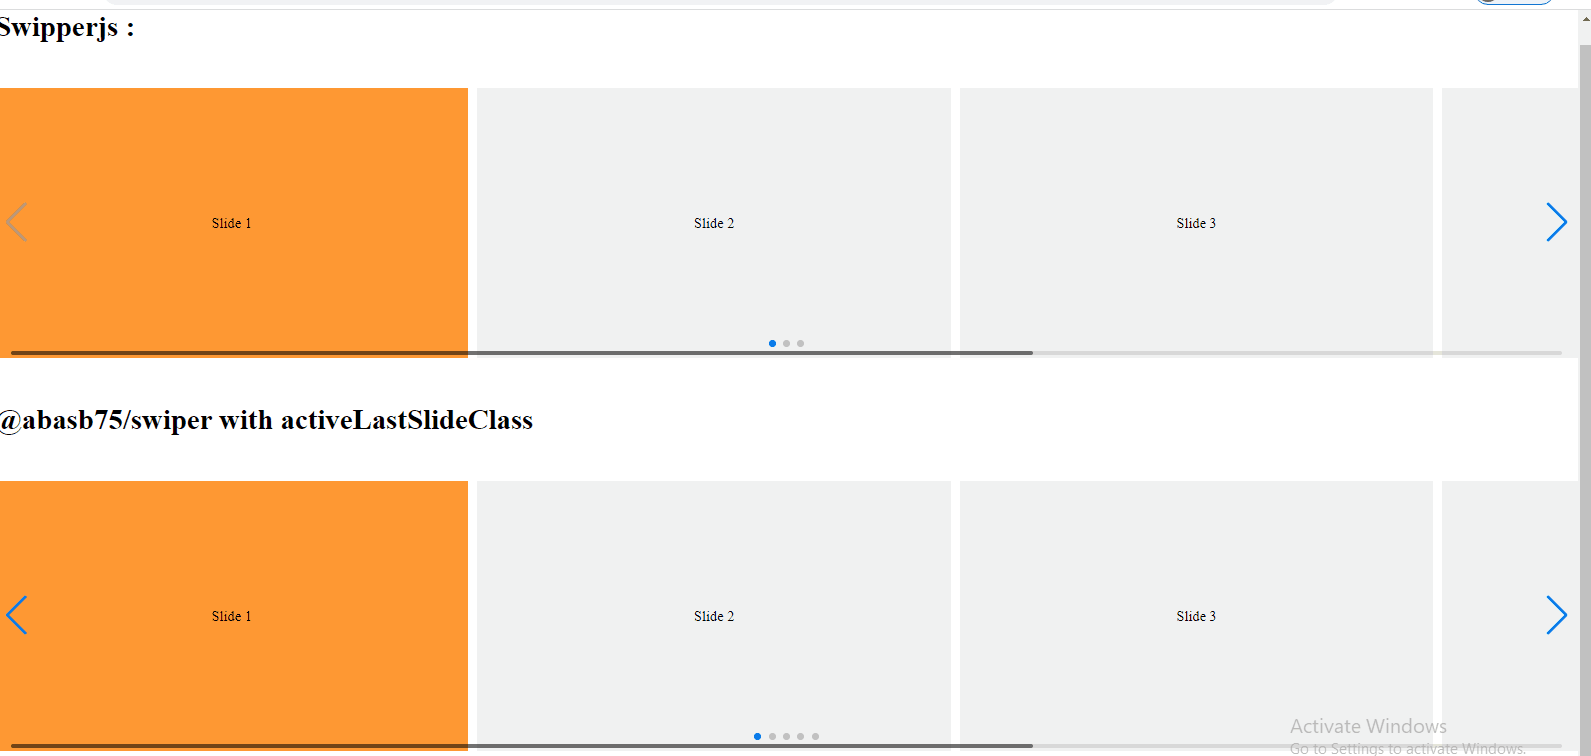 Swipperjs :
Slide 1
Slide 2
Slide 3
@abasb75/swiper with activeLastSlideClass
Slide 1
Slide 2
Slide 3
Activate Windows
Go to Settings to activate Windows.